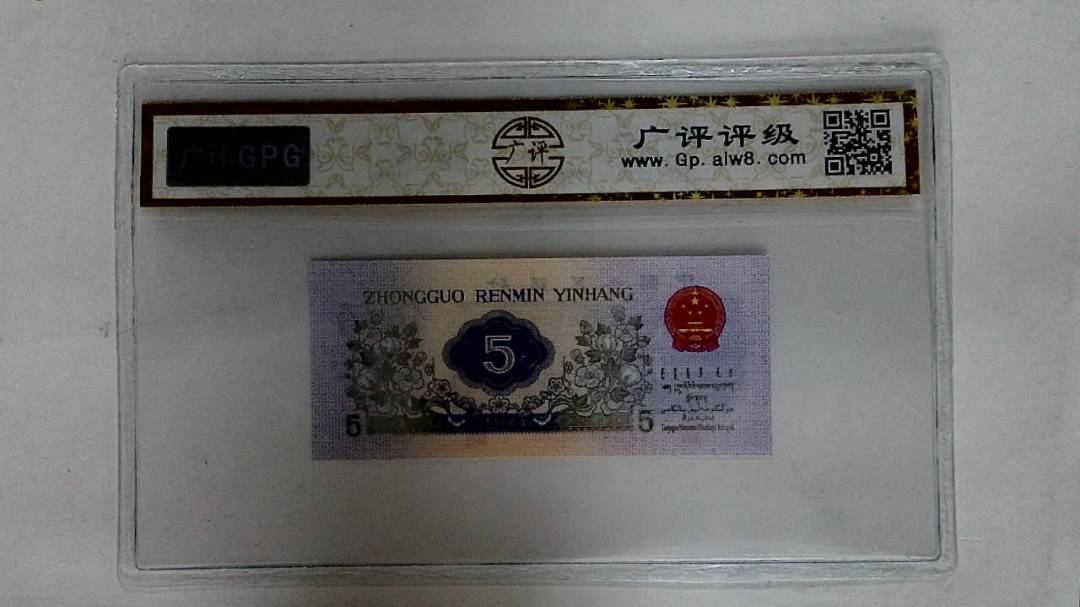 广评GPG
广评
广评评级
www.Gp.alw8.com
ZHONGGUO RENMIN YINHANG
5
5
5